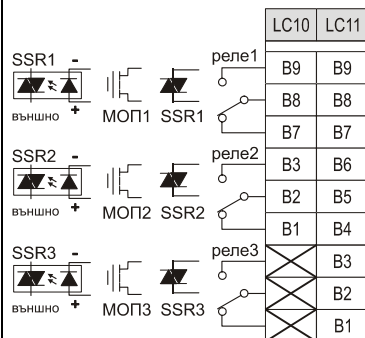 LC10 LC11
SSR1 - реле1 B9 B9
B8 B8
външно + МОП1 SSR1 B7 B7
SSR2 - реле2 B3 B6
B2 B5
външно + МОП2 SSR2 B1 B4
SSR3 - реле3 B3
B2
външно + МОП3 SSR3 B1